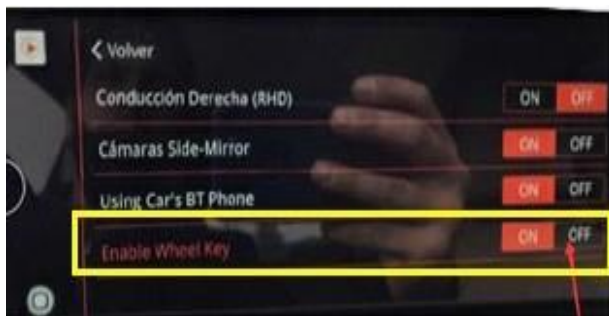 Volver
Conducción Derecha (RHD) ON OFF
Cámaras Side-Mirror ON OFF
Using Car's BT Phone ON OFF
Enable Wheel Key ON OFF